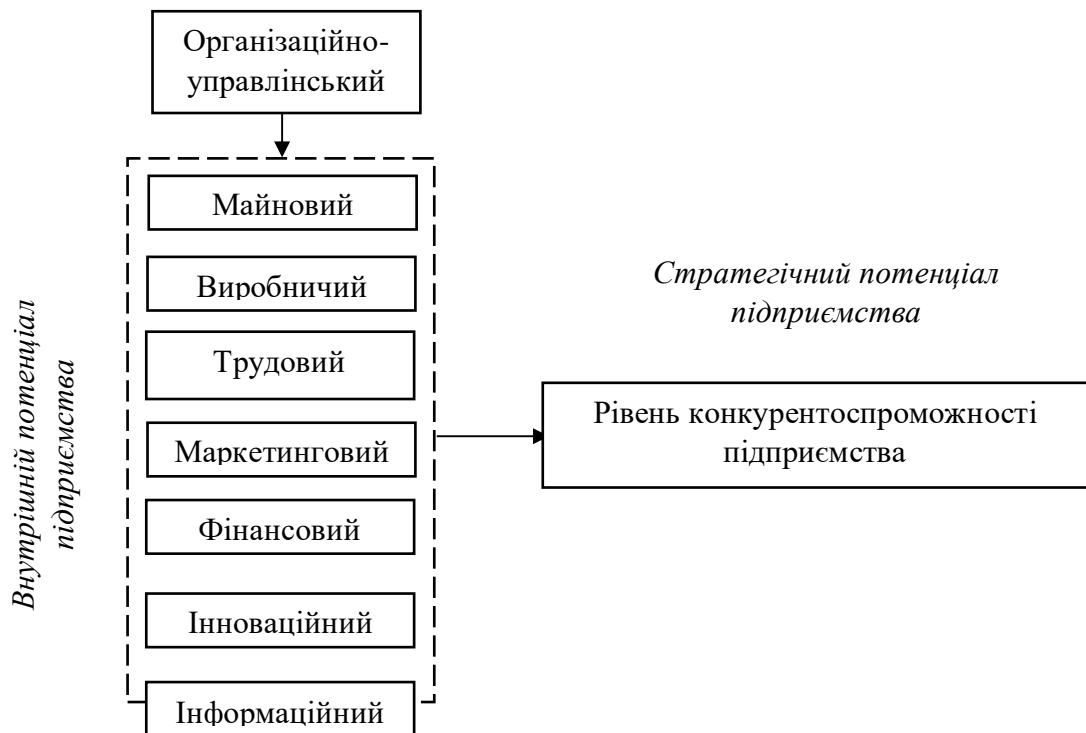 Організаційно-
управлінський
Майновий
Виробничий
Трудовий
Маркетинговий
Фінансовий
Інноваційний
Інформаційний
Внутрішній потенціал
підприємства
Стратегічний потенціал
підприємства
Рівень конкурентоспроможності
підприємства